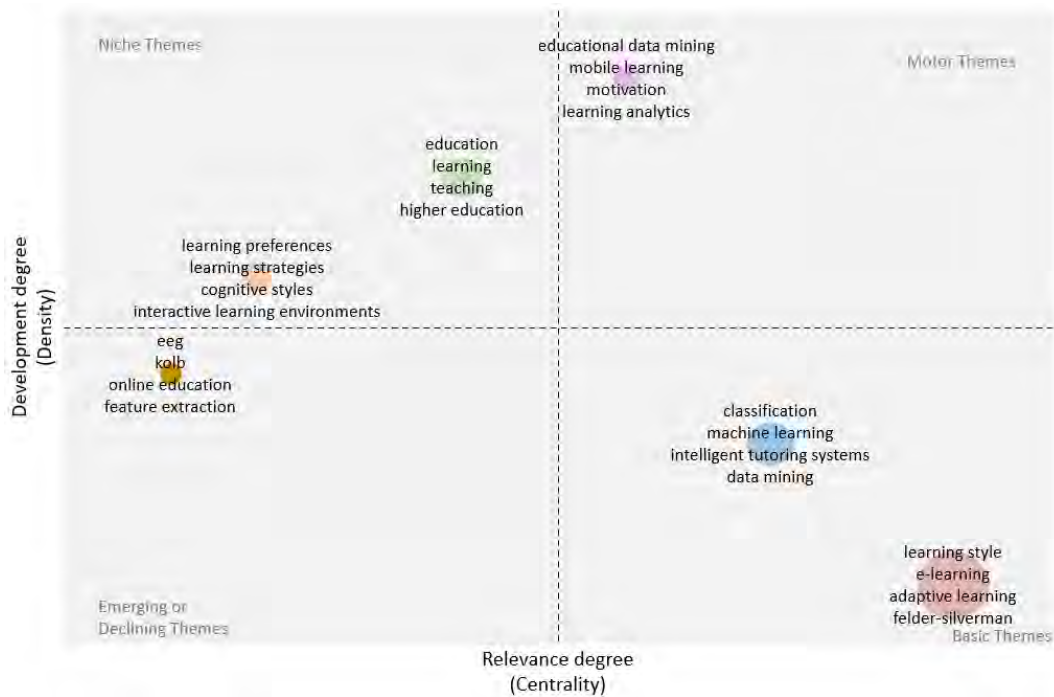 Niche Themes
Motor Themes
educational data mining
mobile learning
motivation
learning analytics
education
learning
teaching
higher education
learning preferences
learning strategies
cognitive styles
interactive learning environments
eeg
kolb
online education
feature extraction
classification
machine learning
intelligent tutoring systems
data mining
learning style
e-learning
adaptive learning
felder-silverman
Emerging or
Declining Themes
Basic Themes
Development degree
(Density)
Relevance degree
(Centrality)